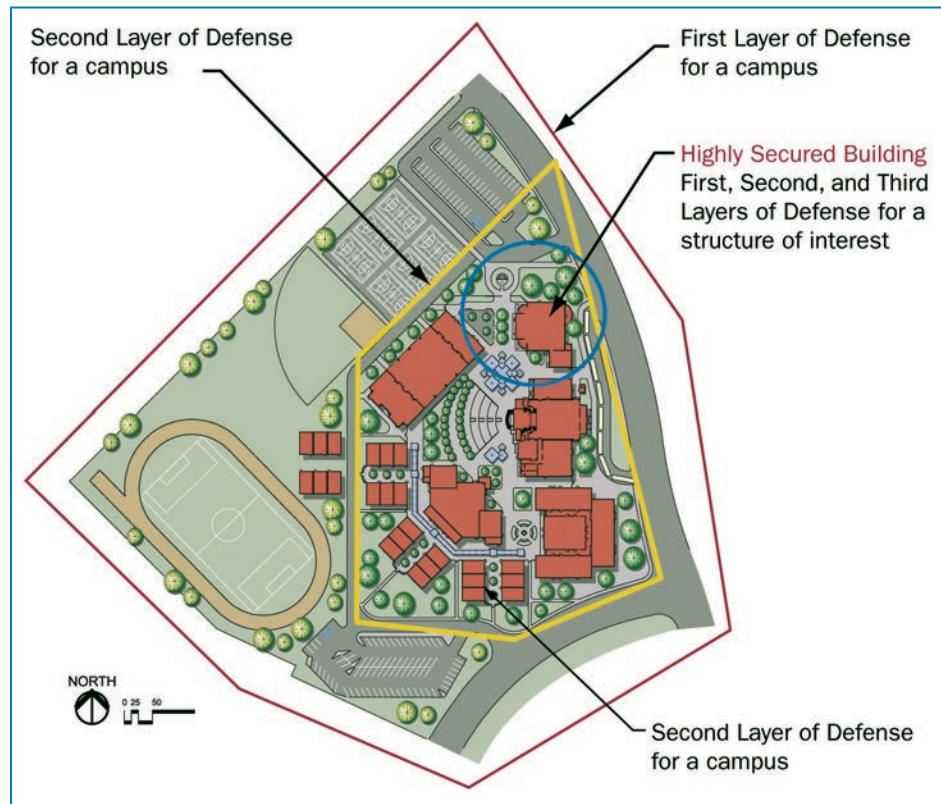 Second Layer of Defense
for a campus
First Layer of Defense
for a campus
Highly Secured Building
First, Second, and Third
Layers of Defense for a
structure of interest
NORTH
0 25 50
Second Layer of Defense
for a campus